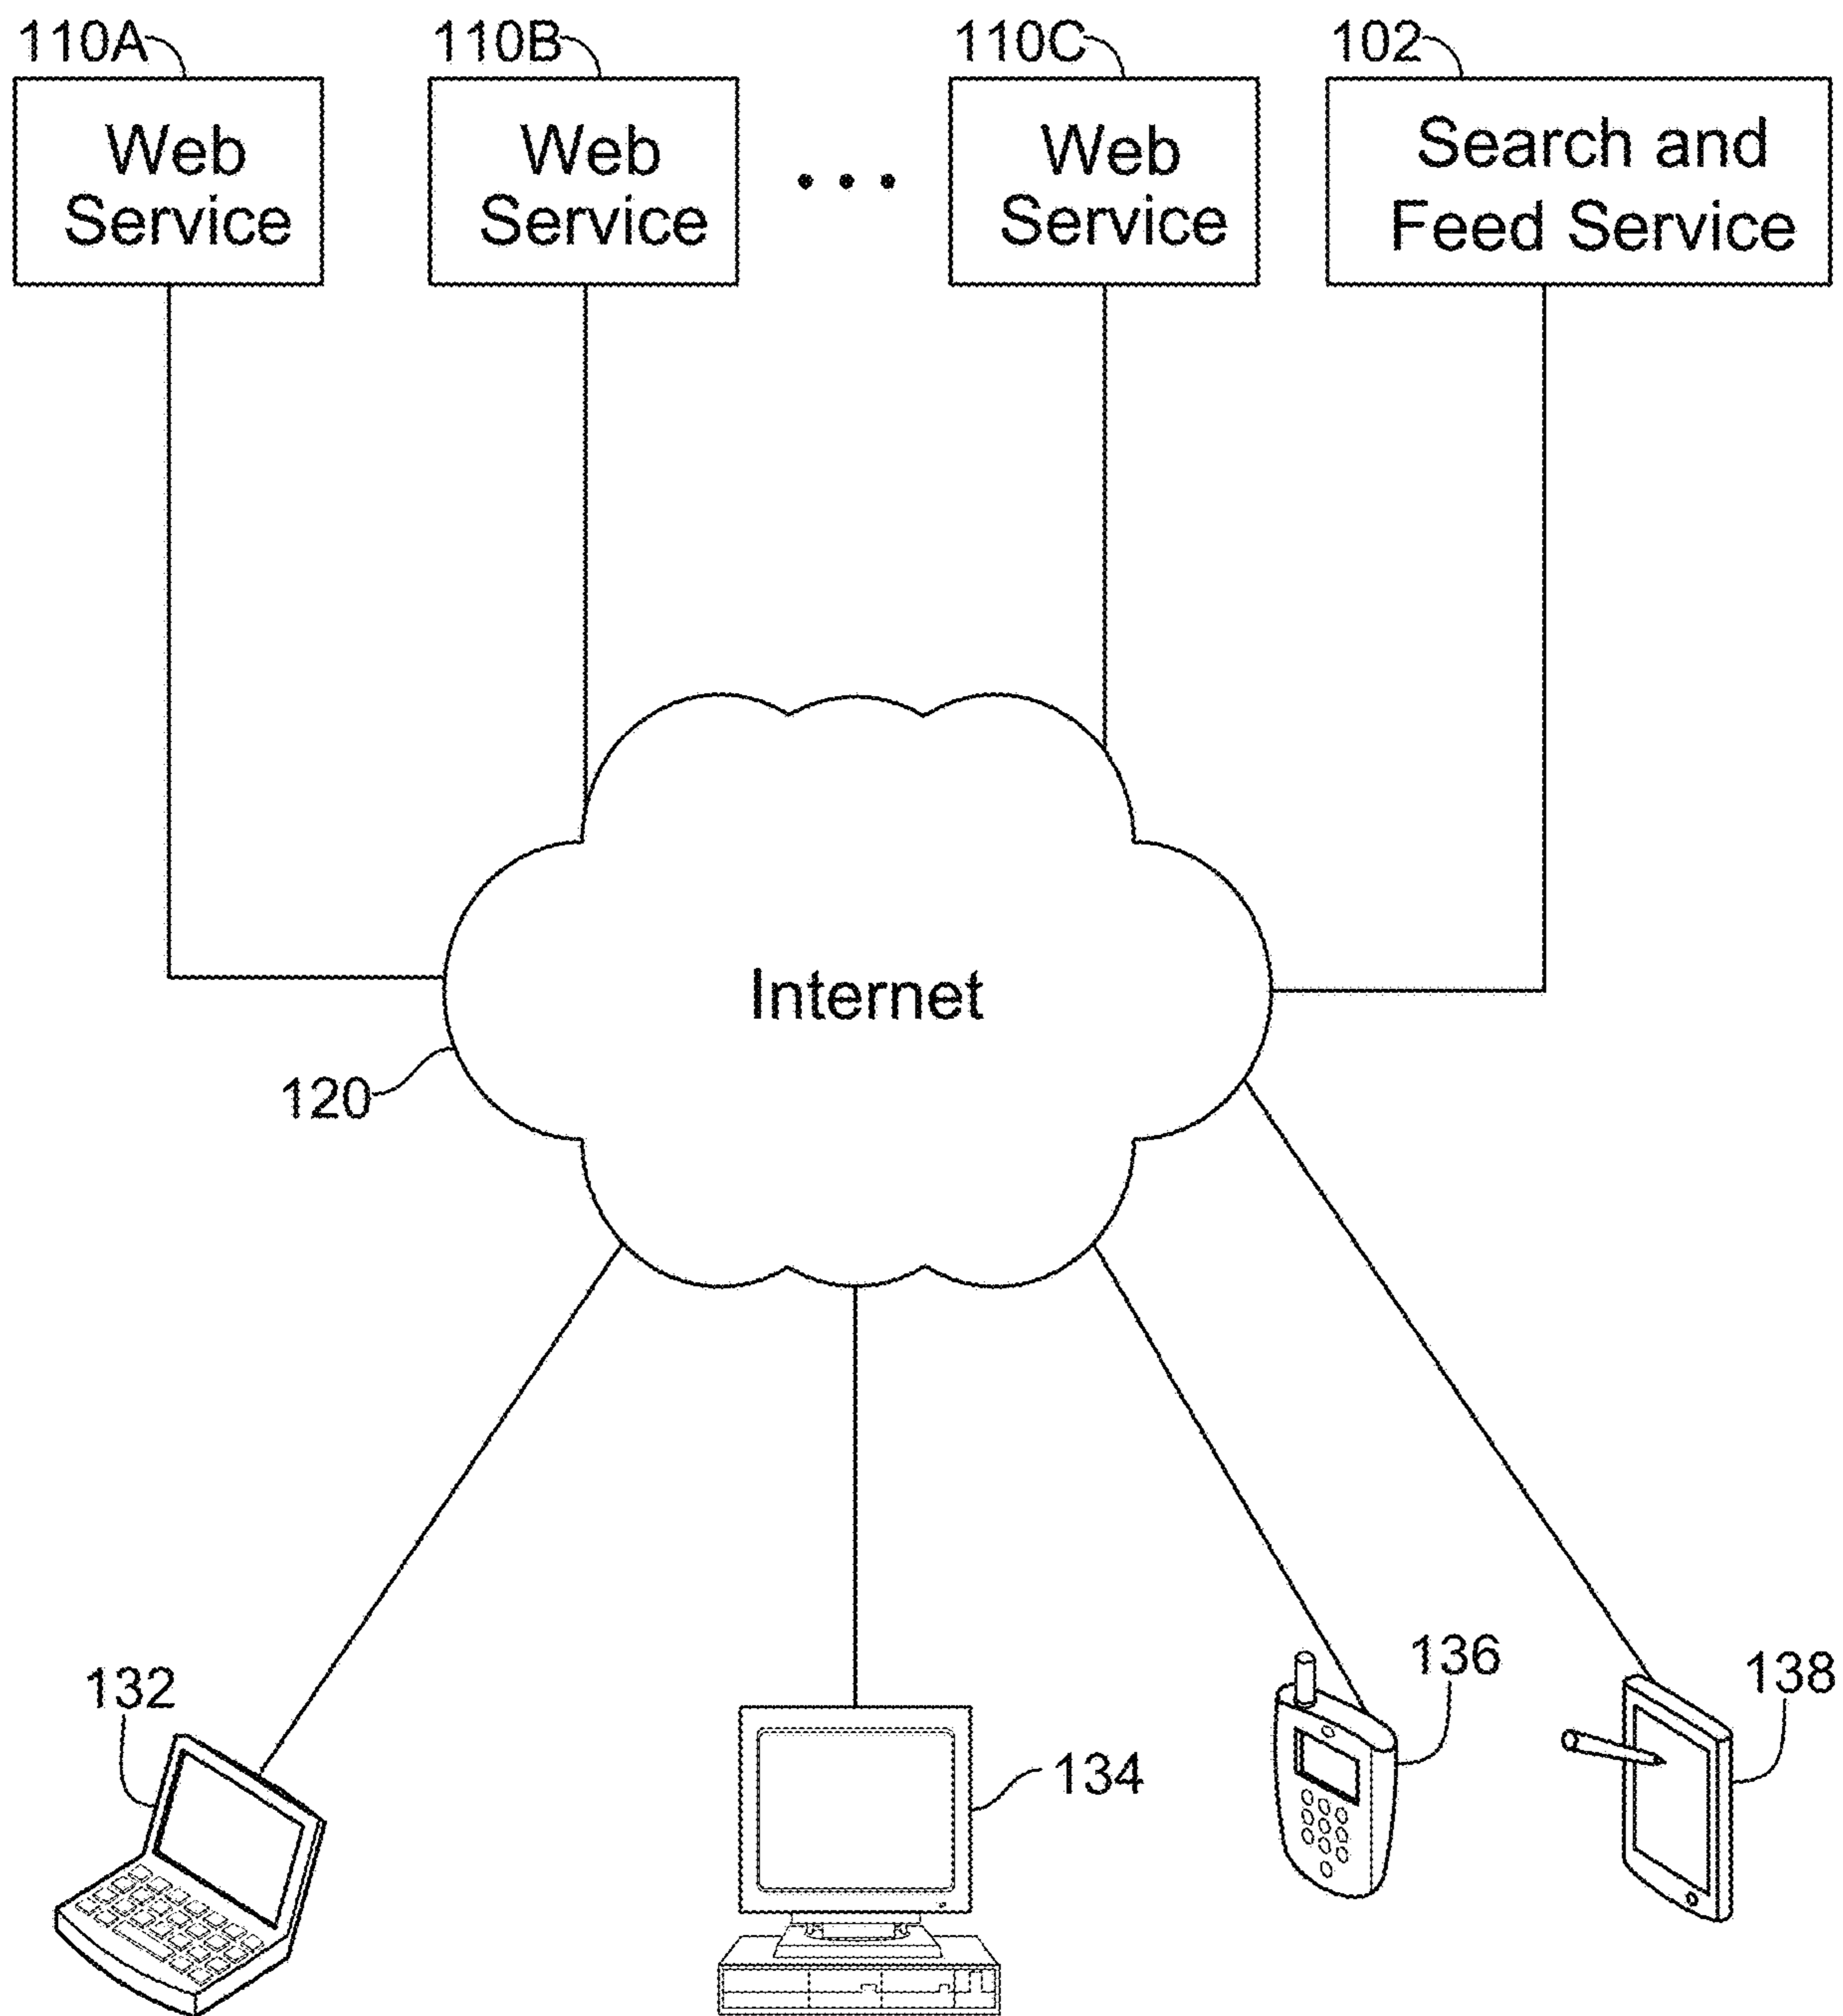 110A
110B
110C
102
Web
Service
Web
Service
• • •
Web
Service
Search and
Feed Service
Internet
120
132
134
136
138